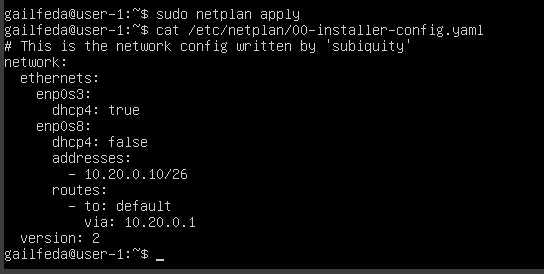 gailfeda@user-1:~$ sudo netplan apply
gailfeda@user-1:~$ cat /etc/netplan/00-installer-config.yaml
# This is the network config written by 'subiquity'
network:
  ethernets:
    enp0s3:
      dhcp4: true
    enp0s8:
      dhcp4: false
      addresses:
        - 10.20.0.10/26
      routes:
        - to: default
          via: 10.20.0.1
  version: 2
gailfeda@user-1:~$ _